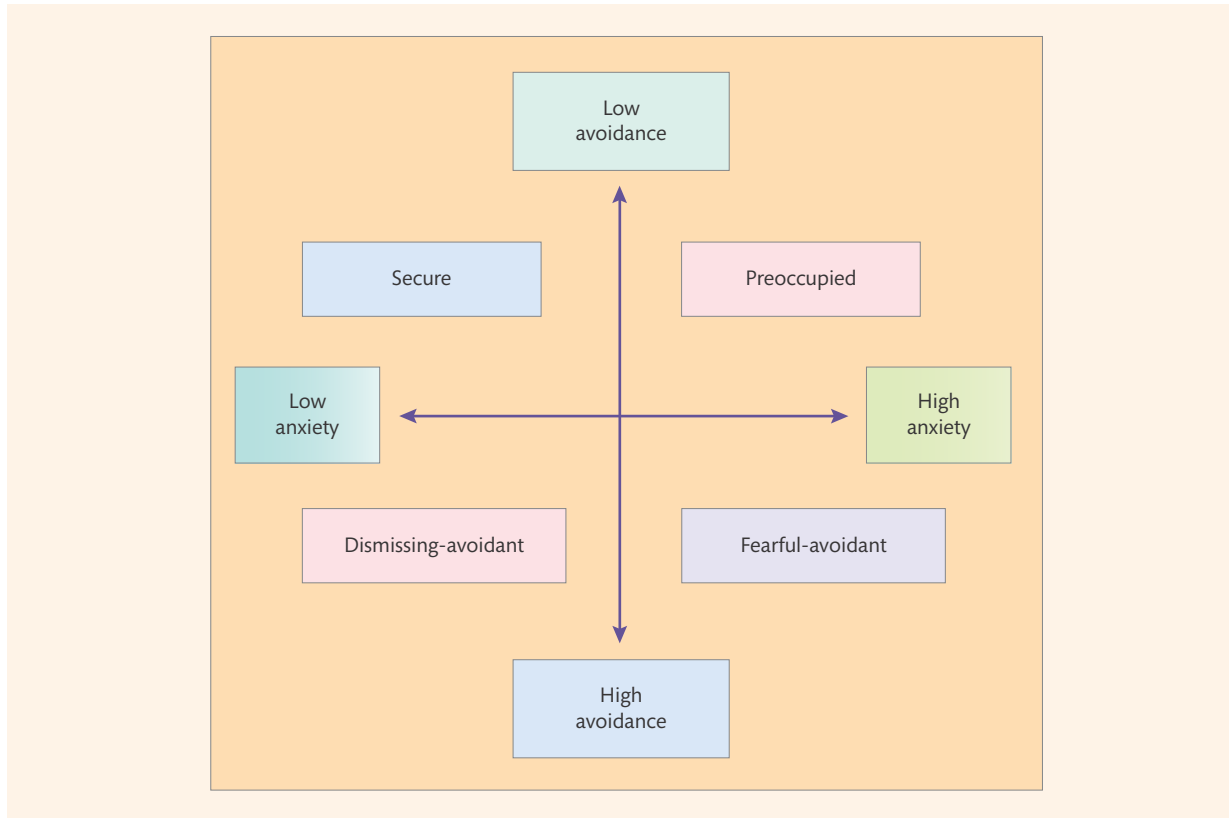 Low
avoidance
Secure
Preoccupied
Low
anxiety
High
anxiety
Dismissing-avoidant
Fearful-avoidant
High
avoidance